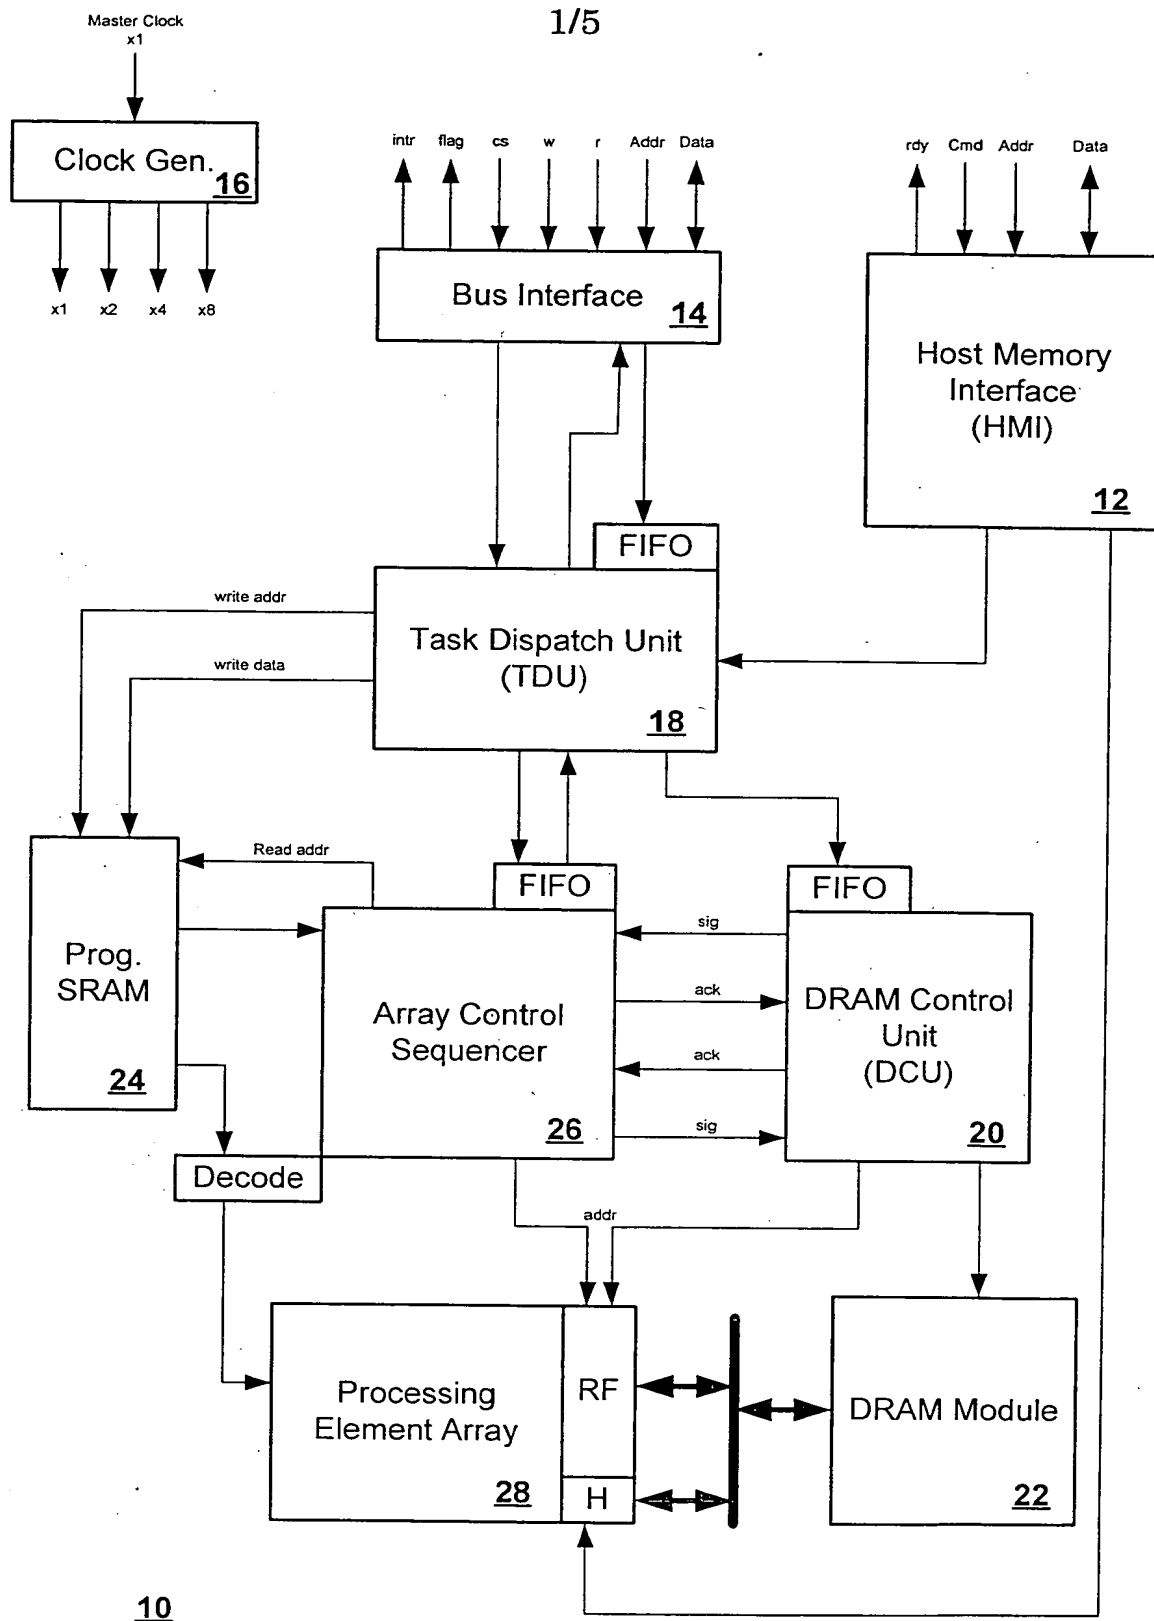 1/5
Master Clock
x1
Clock Gen.
16
x1 x2 x4 x8
intr flag cs w r Addr Data
Bus Interface
14
rdy Cmd Addr Data
Host Memory
Interface
(HMI)
12
FIFO
Task Dispatch Unit
(TDU)
18
write addr
write data
Read addr
Prog.
SRAM
24
FIFO
Array Control
Sequencer
26
sig
ack
ack
sig
FIFO
DRAM Control
Unit
(DCU)
20
Decode
addr
Processing
Element Array
28
RF
H
DRAM Module
22
10